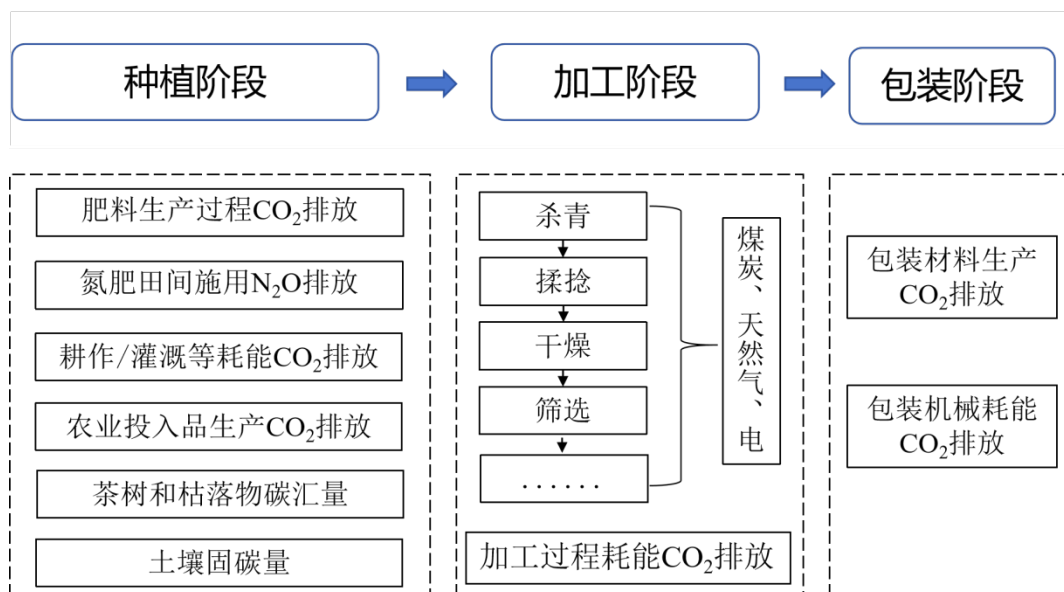 种植阶段
加工阶段
包装阶段
肥料生产过程CO₂排放
氮肥田间施用N₂O排放
耕作/灌溉等耗能CO₂排放
农业投入品生产CO₂排放
茶树和枯落物碳汇量
土壤固碳量
杀青
揉捻
干燥
筛选
......
煤炭、天然气、电
加工过程耗能CO₂排放
包装材料生产
CO₂排放
包装机械耗能
CO₂排放